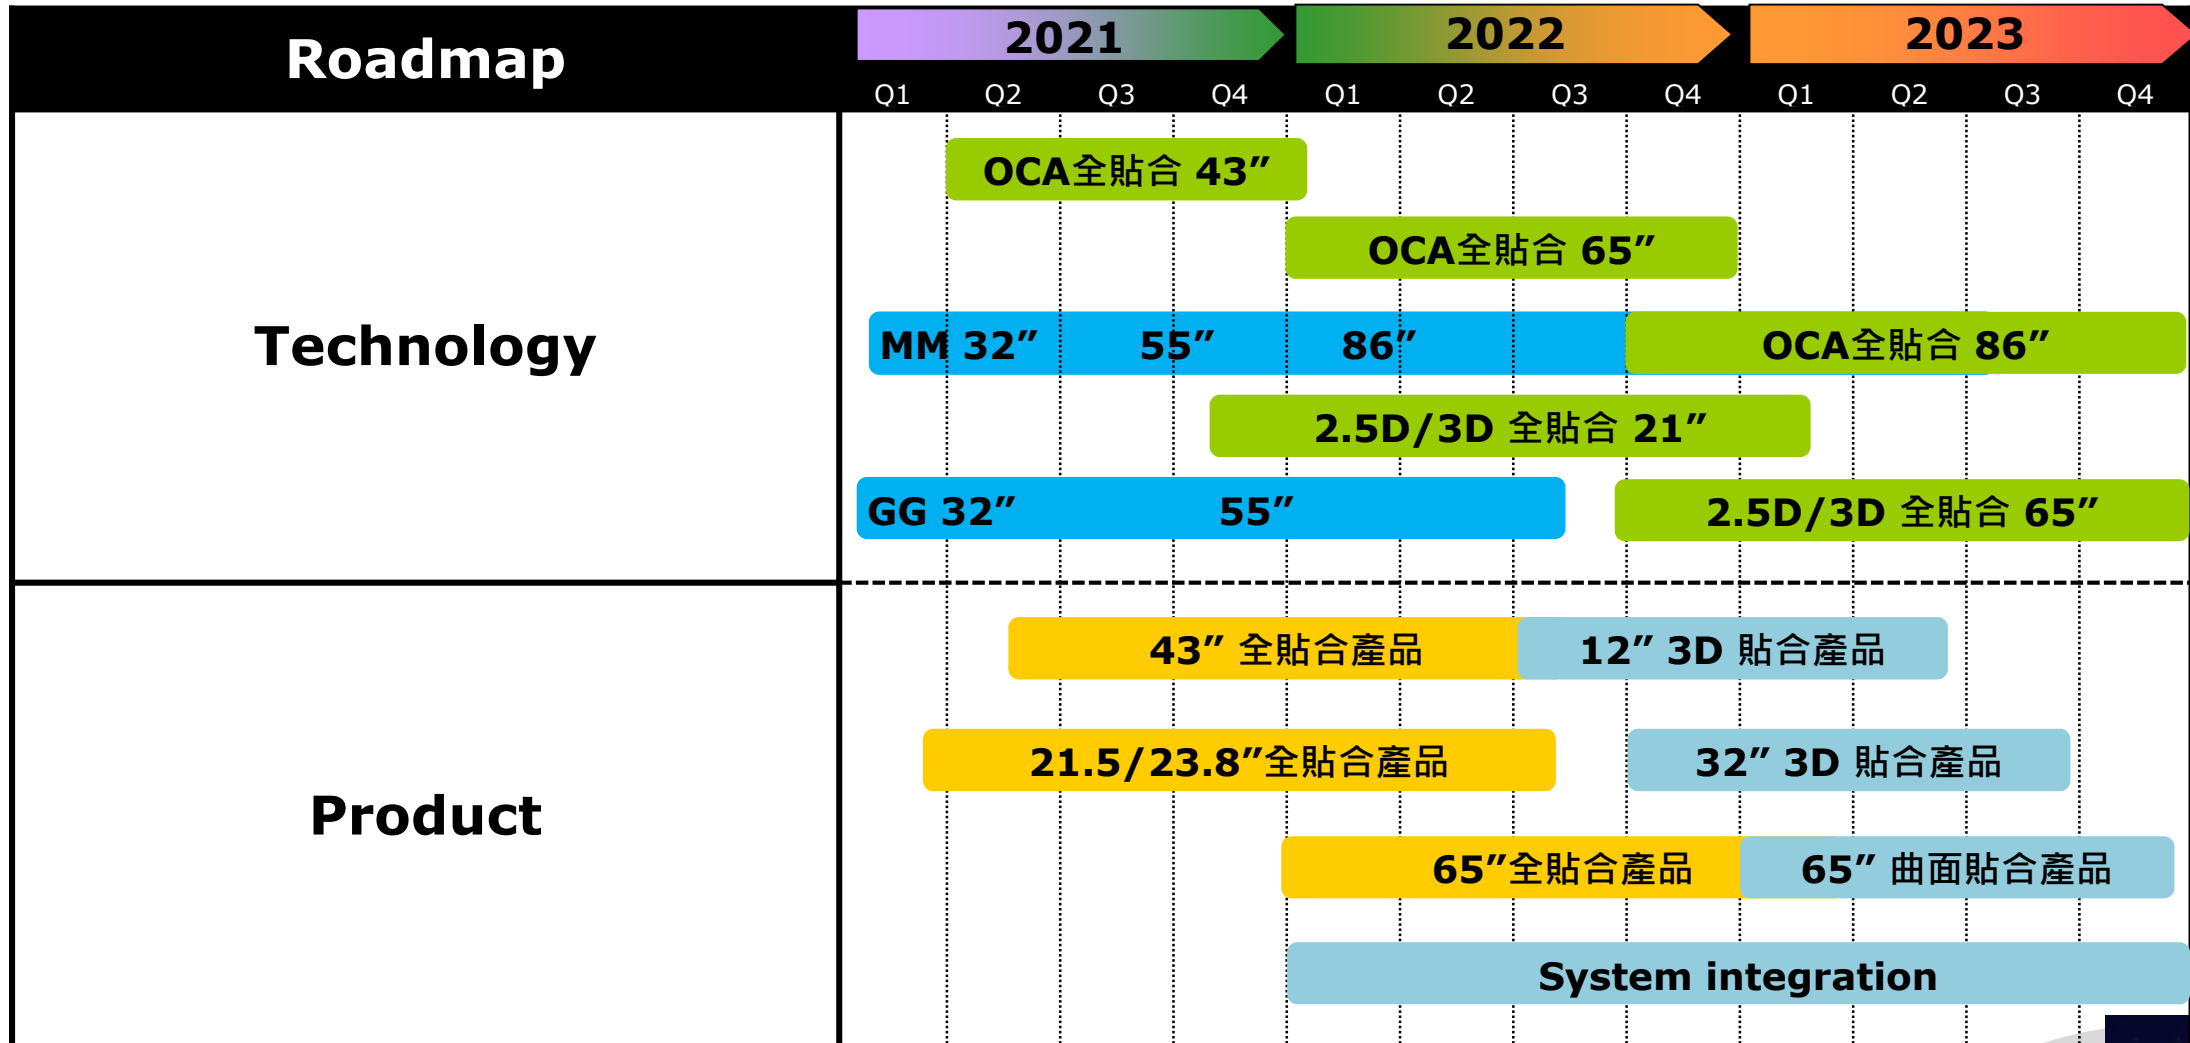 Roadmap
2021
2022
2023
Q1 Q2 Q3 Q4 Q1 Q2 Q3 Q4 Q1 Q2 Q3 Q4
Technology
OCA全貼合 43″
OCA全貼合 65″
MM 32″ 55″ 86″
OCA全貼合 86″
2.5D/3D 全貼合 21″
GG 32″ 55″
2.5D/3D 全貼合 65″
Product
43″ 全貼合產品
12″ 3D 貼合產品
21.5/23.8″全貼合產品
32″ 3D 貼合產品
65″全貼合產品
65″ 曲面貼合產品
System integration